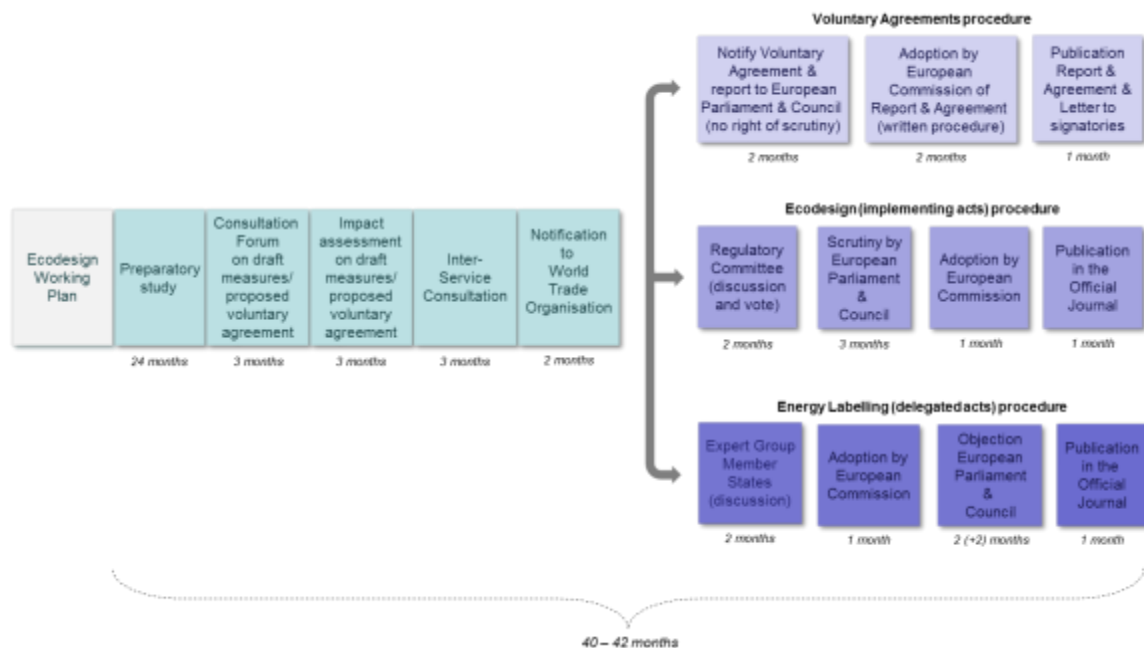 Ecodesign
Working
Plan
Preparatory
study
24 months
Consultation
Forum
on draft
measures/
proposed
voluntary
agreement
3 months
Impact
assessment
on draft
measures/
proposed
voluntary
agreement
3 months
Inter-
Service
Consultation
3 months
Notification
to
World
Trade
Organisation
2 months
Voluntary Agreements procedure
Notify Voluntary
Agreement &
report to European
Parliament & Council
(no right of scrutiny)
2 months
Adoption by
European
Commission of
Report & Agreement
(written procedure)
2 months
Publication
Report &
Agreement &
Letter to
signatories
1 month
Ecodesign (implementing acts) procedure
Regulatory
Committee
(discussion
and vote)
2 months
Scrutiny by
European
Parliament
&
Council
3 months
Adoption by
European
Commission
1 month
Publication
in the
Official
Journal
1 month
Energy Labelling (delegated acts) procedure
Expert Group
Member
States
(discussion)
2 months
Adoption by
European
Commission
1 month
Objection
European
Parliament
&
Council
2 (+2) months
Publication
in the
Official
Journal
1 month
40 – 42 months